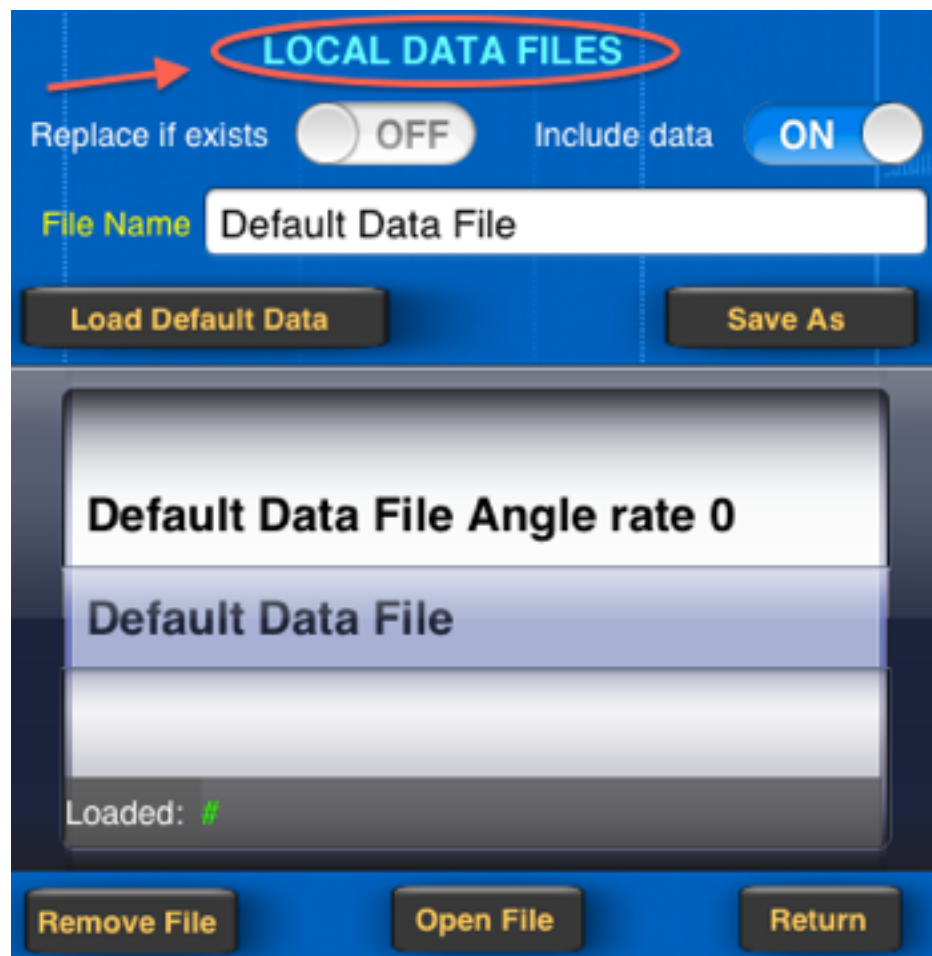 LOCAL DATA FILES
Replace if exists OFF Include data ON
File Name Default Data File
Load Default Data Save As
Default Data File Angle rate 0
Default Data File
Loaded: #
Remove File Open File Return